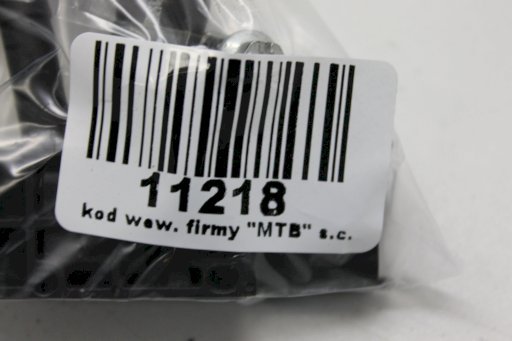 11218
kod wew. firmy "MTB" s.c.